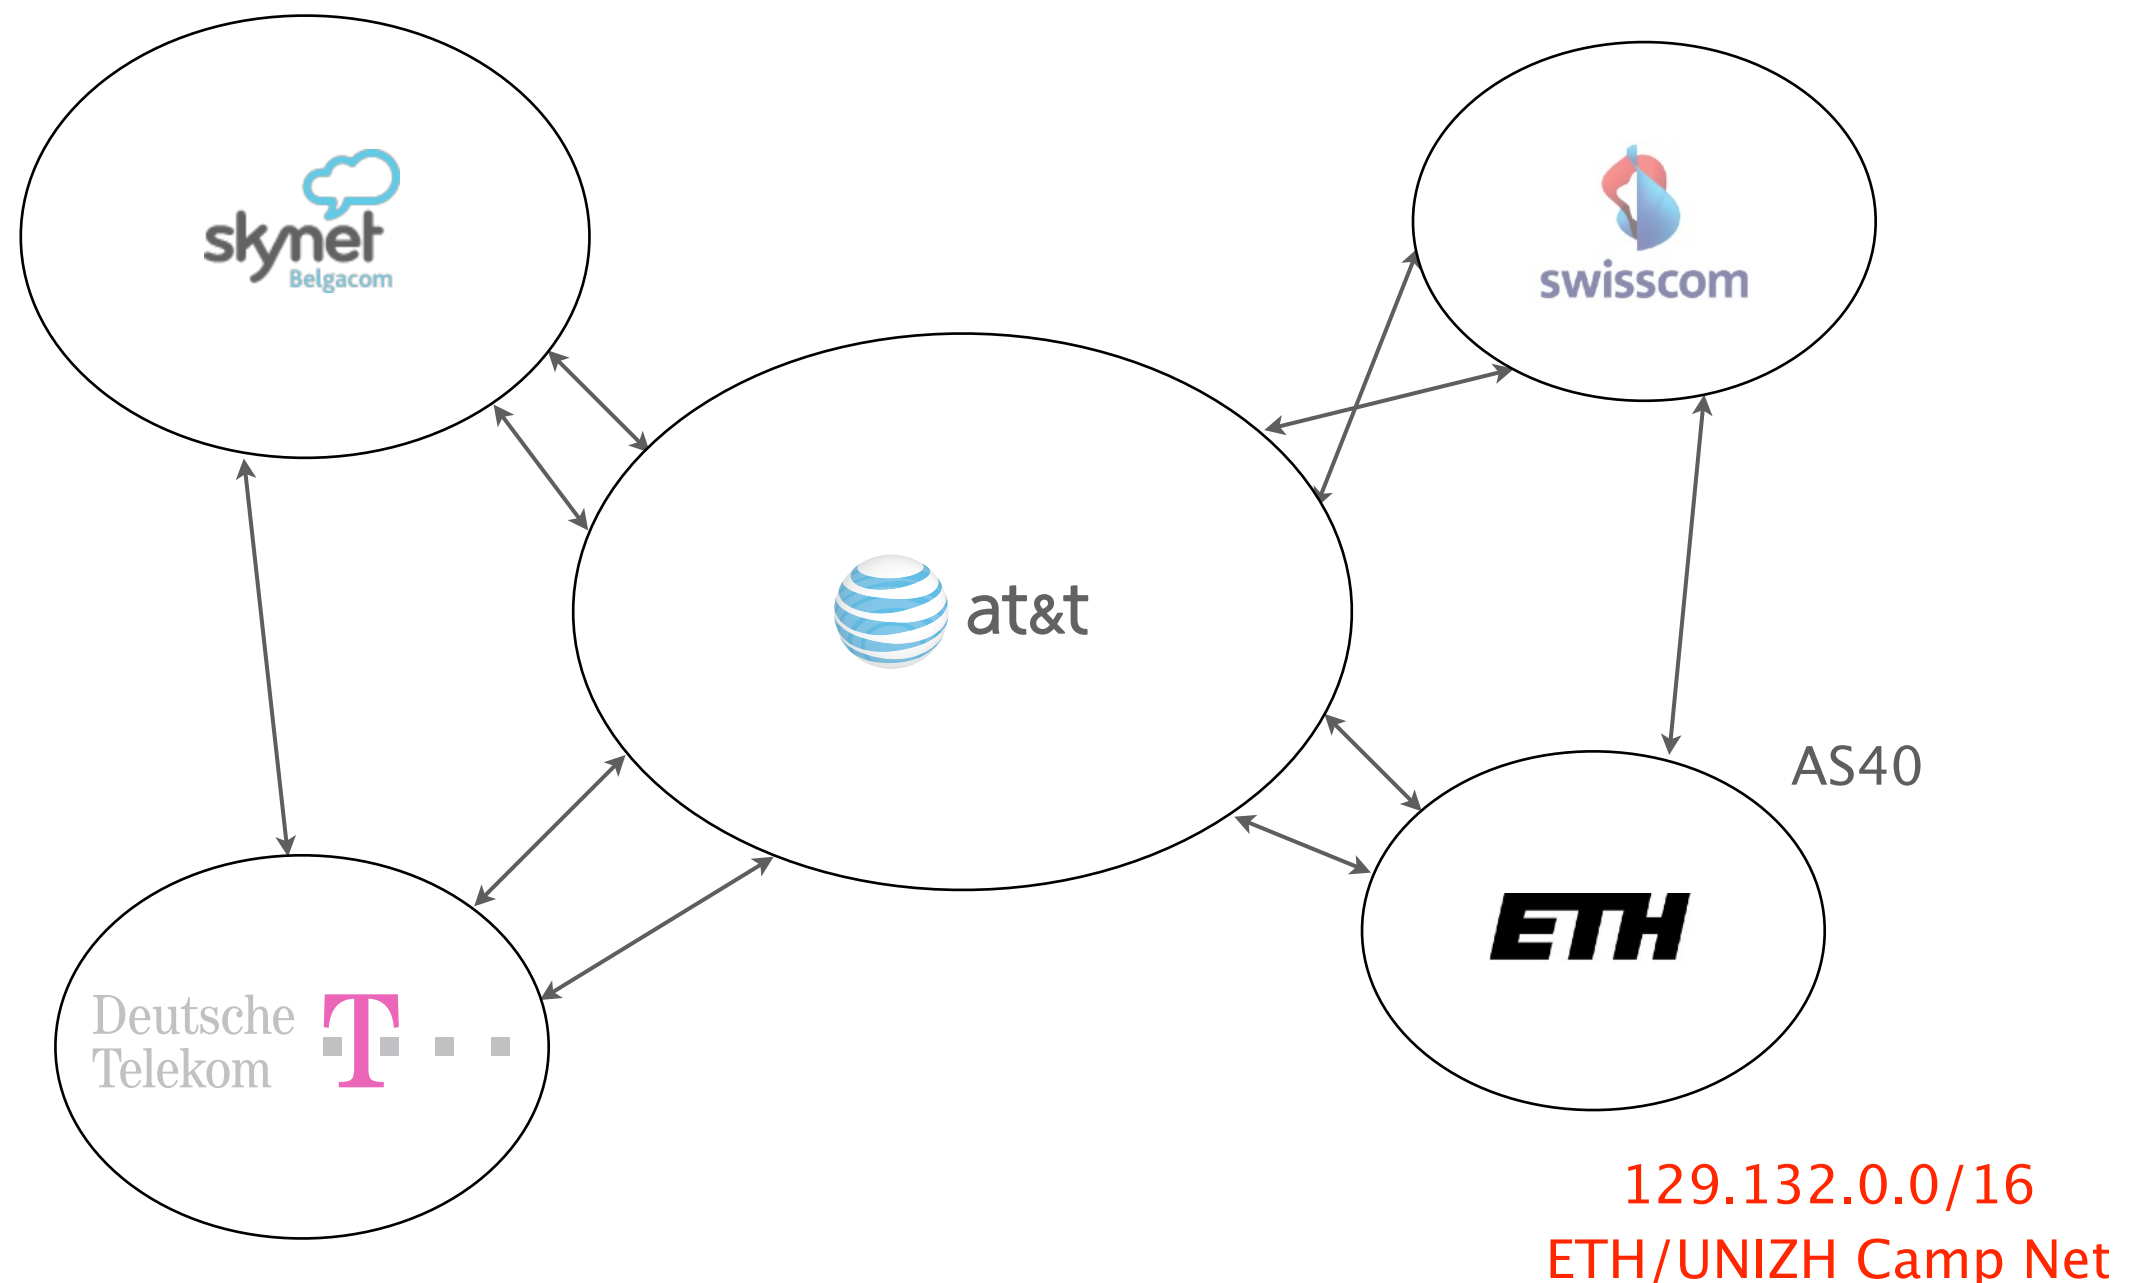 skynet
Belgacom
swisscom
at&t
AS40
ETH
Deutsche
Telekom
T
129.132.0.0/16
ETH/UNIZH Camp Net